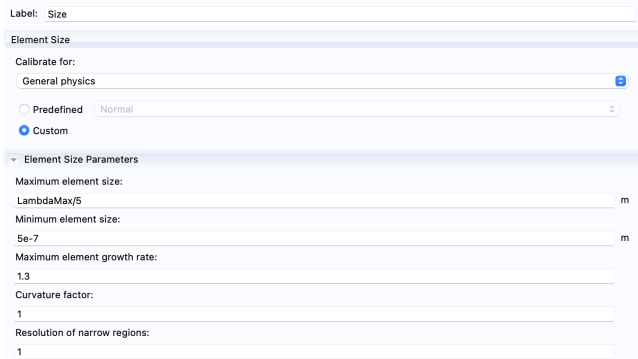 Label: Size
Element Size
Calibrate for:
General physics
Predefined Normal
Custom
Element Size Parameters
Maximum element size:
LambdaMax/5 m
Minimum element size:
5e-7 m
Maximum element growth rate:
1.3
Curvature factor:
1
Resolution of narrow regions:
1